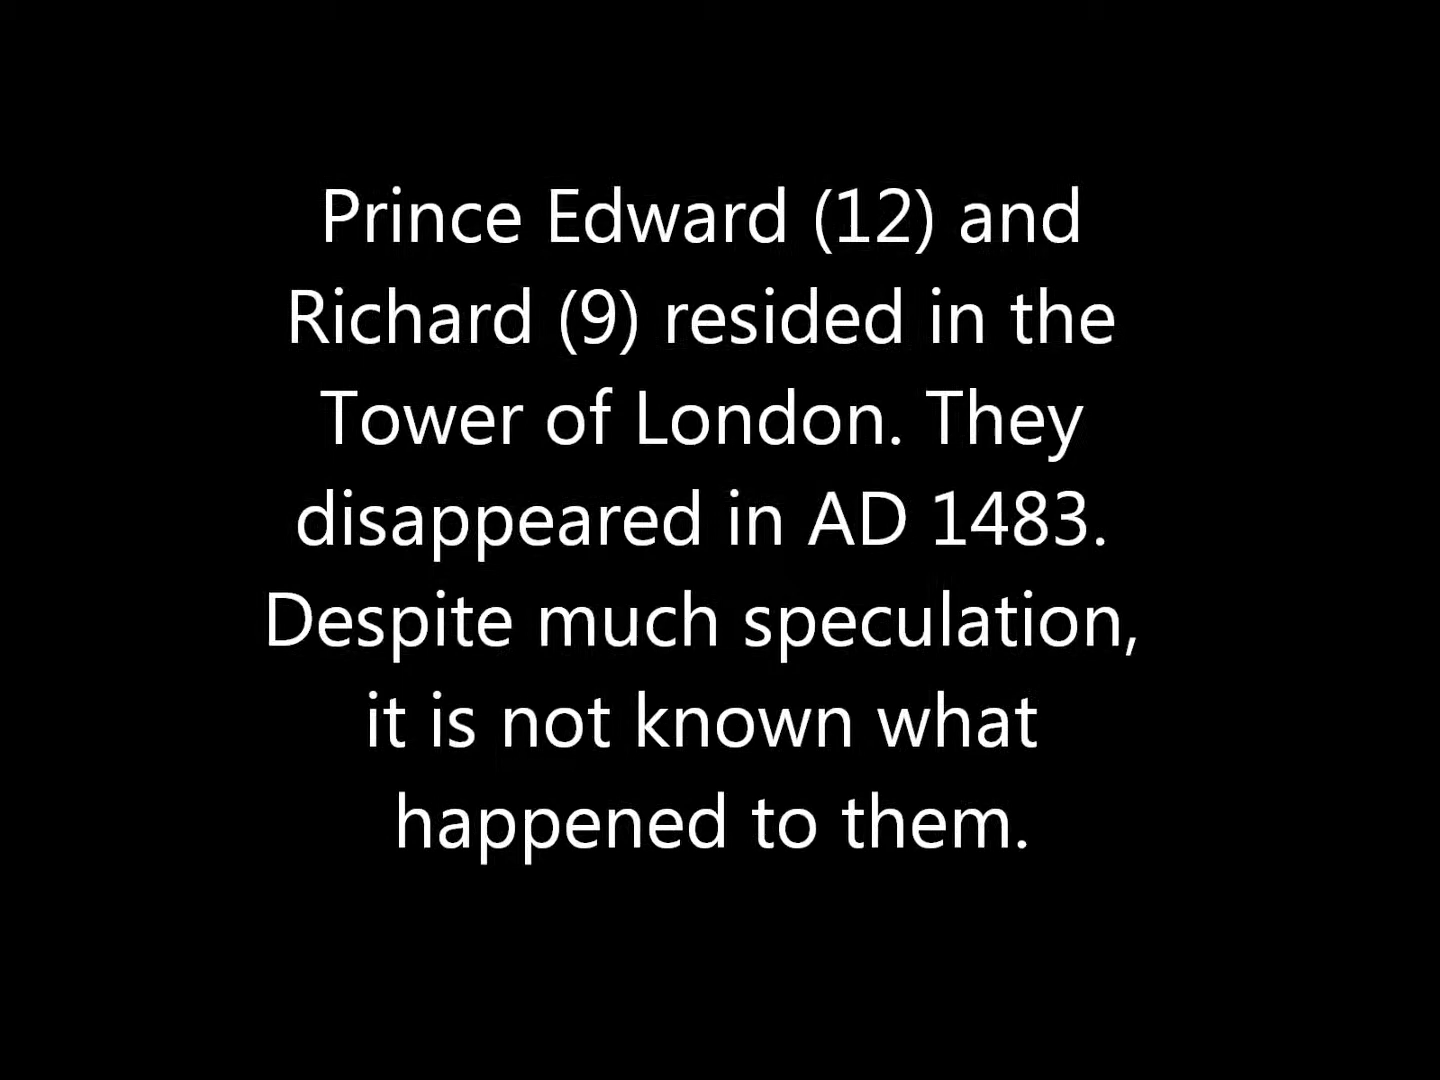 Prince Edward (12) and
Richard (9) resided in the
Tower of London. They
disappeared in AD 1483.
Despite much speculation,
it is not known what
happened to them.